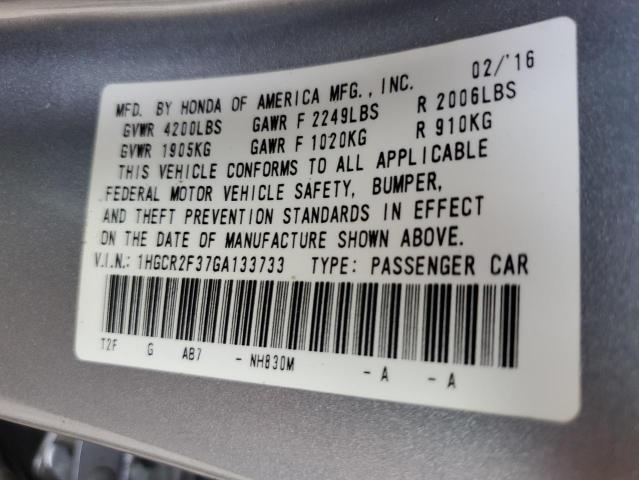 MFD. BY HONDA OF AMERICA MFG., INC. 02/'16
GVWR 4200LBS GAWR F 2249LBS R 2006LBS
GVWR 1905KG GAWR F 1020KG R 910KG
THIS VEHICLE CONFORMS TO ALL APPLICABLE
FEDERAL MOTOR VEHICLE SAFETY, BUMPER,
AND THEFT PREVENTION STANDARDS IN EFFECT
ON THE DATE OF MANUFACTURE SHOWN ABOVE.
V.I.N.: 1HGCR2F37GA133733 TYPE: PASSENGER CAR
T2F G AB7 - NH830M - A - A